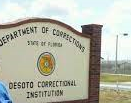 DEPARTMENT OF CORRECTIONS
STATE OF FLORIDA
DESOTO CORRECTIONAL
INSTITUTION